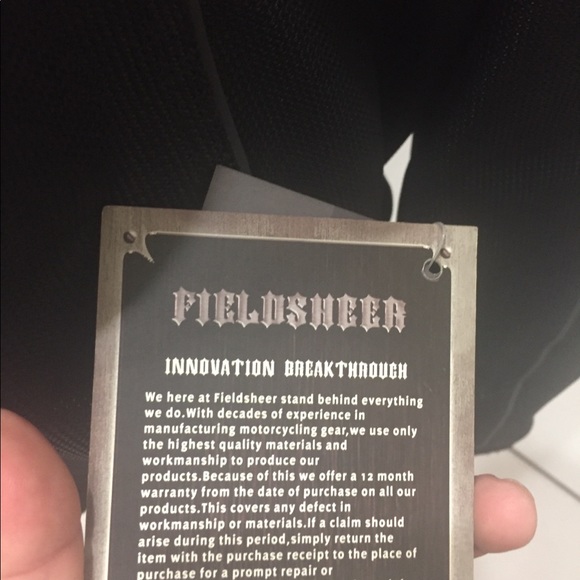 FIELDSHEER
INNOVATION BREAKTHROUGH
We here at Fieldsheer stand behind everything
we do.With decades of experience in
manufacturing motorcycling gear,we use only
the highest quality materials and
workmanship to produce our
products.Because of this we offer a 12 month
warranty from the date of purchase on all our
products.This covers any defect in
workmanship or materials.If a claim should
arise during this period,simply return the
item with the purchase receipt to the place of
purchase for a prompt repair or